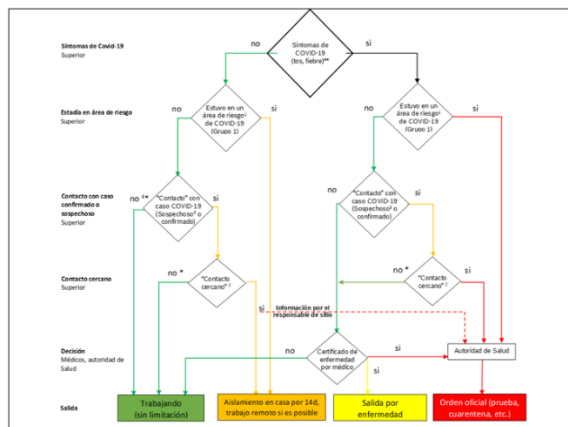 Síntomas de Covid-19
Superior
no
Síntomas de
COVID-19
(tos, fiebre)**
si
Estadía en área de riesgo
Superior
no
Estuvo en un
área de riesgo¹
de COVID-19
(Grupo 1)
si
no
Estuvo en un
área de riesgo¹
de COVID-19
(Grupo 1)
si
Contacto con caso
confirmado o
sospechoso
Superior
no
"Contacto" con
caso COVID-19
(Sospechoso² o
confirmado)
si
no
"Contacto" con
caso COVID-19
(Sospechoso² o
confirmado)
si
Contacto cercano
Superior
no *
"Contacto
cercano" ²
si
no *
"Contacto
cercano" ²
si
Información por el
responsable de sitio
Decisión
Médicos, autoridad de
Salud
no
Certificado de
enfermedad
por médico
si
si
Autoridad de Salud
Salida
Trabajando
(sin limitación)
Aislamiento en casa por 14d,
trabajo remoto si es posible
Salida por
enfermedad
Orden oficial (prueba,
cuarentena, etc.)